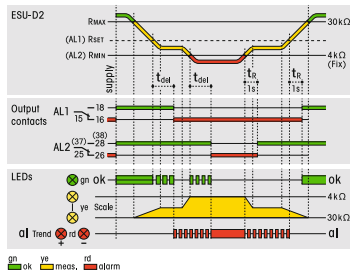 ESU-D2
RMAX
30kΩ
(AL1) RSET
(AL2) RMIN
4kΩ
(Fix)
supply
tdel
tdel
tR
1s
tR
1s
Output
contacts
AL1
18
15
16
AL2
(37)
(38)
28
25
26
LEDs
gn ok
ok
ye Scale
4kΩ
30kΩ
al Trend rd
+ −
al
gn
ok
ye
meas.
rd
alarm